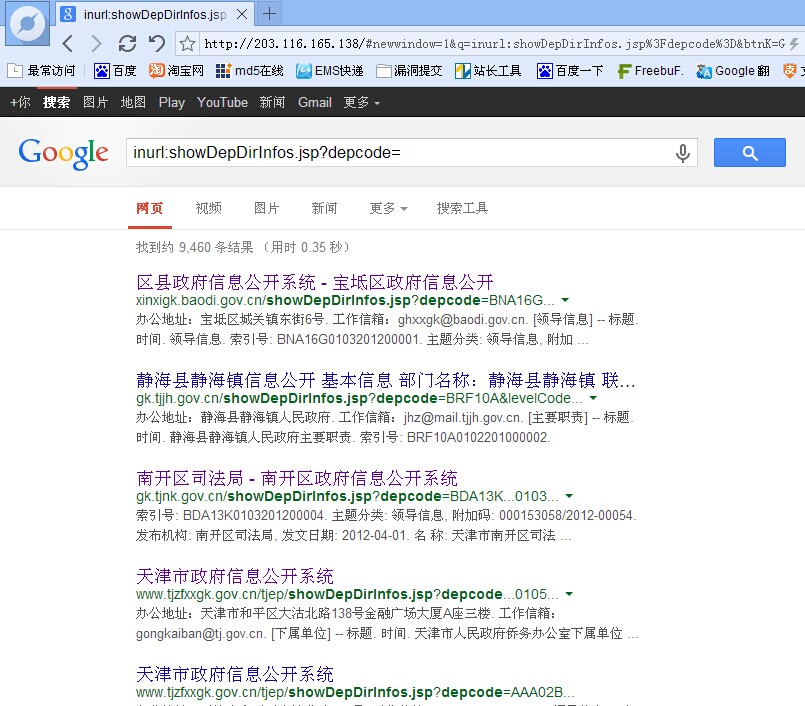 inurl:showDepDirInfos.jsp
http://203.116.165.138/#newwindow=1&q=inurl:showDepDirInfos.jsp%3Fdepcode%3D&btnK=G
最常访问 百度 淘宝网 md5在线 EMS快递 漏洞提交 站长工具 百度一下 FreebuF. Google 翻
+你 搜索 图片 地图 Play YouTube 新闻 Gmail 更多
Google inurl:showDepDirInfos.jsp?depcode=
网页 视频 图片 新闻 更多 搜索工具
找到约 9,460 条结果 （用时 0.35 秒）
区县政府信息公开系统 - 宝坻区政府信息公开
xinxigk.baodi.gov.cn/showDepDirInfos.jsp?depcode=BNA16G...
办公地址：宝坻区城关镇东街6号. 工作信箱：ghxxgk@baodi.gov.cn. [领导信息] -- 标题.
时间. 领导信息. 索引号: BNA16G0103201200001. 主题分类: 领导信息, 附加 ...
静海县静海镇信息公开 基本信息 部门名称：静海县静海镇 联...
gk.tjjh.gov.cn/showDepDirInfos.jsp?depcode=BRF10A&levelCode...
办公地址：静海县静海镇人民政府. 工作信箱：jhz@mail.tjjh.gov.cn. [主要职责] -- 标题.
时间. 静海县静海镇人民政府主要职责. 索引号: BRF10A0102201000002.
南开区司法局 - 南开区政府信息公开系统
gk.tjnk.gov.cn/showDepDirInfos.jsp?depcode=BDA13K...0103...
索引号: BDA13K0103201200004. 主题分类: 领导信息, 附加码: 000153058/2012-00054.
发布机构: 南开区司法局, 发文日期: 2012-04-01. 名 称: 天津市南开区司法 ...
天津市政府信息公开系统
www.tjzfxxgk.gov.cn/tjep/showDepDirInfos.jsp?depcode...0105...
办公地址：天津市和平区大沽北路138号金融广场大厦A座三楼. 工作信箱：
gongkaiban@tj.gov.cn. [下属单位] -- 标题. 时间. 天津市人民政府侨务办公室下属单位 ...
天津市政府信息公开系统
www.tjzfxxgk.gov.cn/tjep/showDepDirInfos.jsp?depcode=AAA02B...